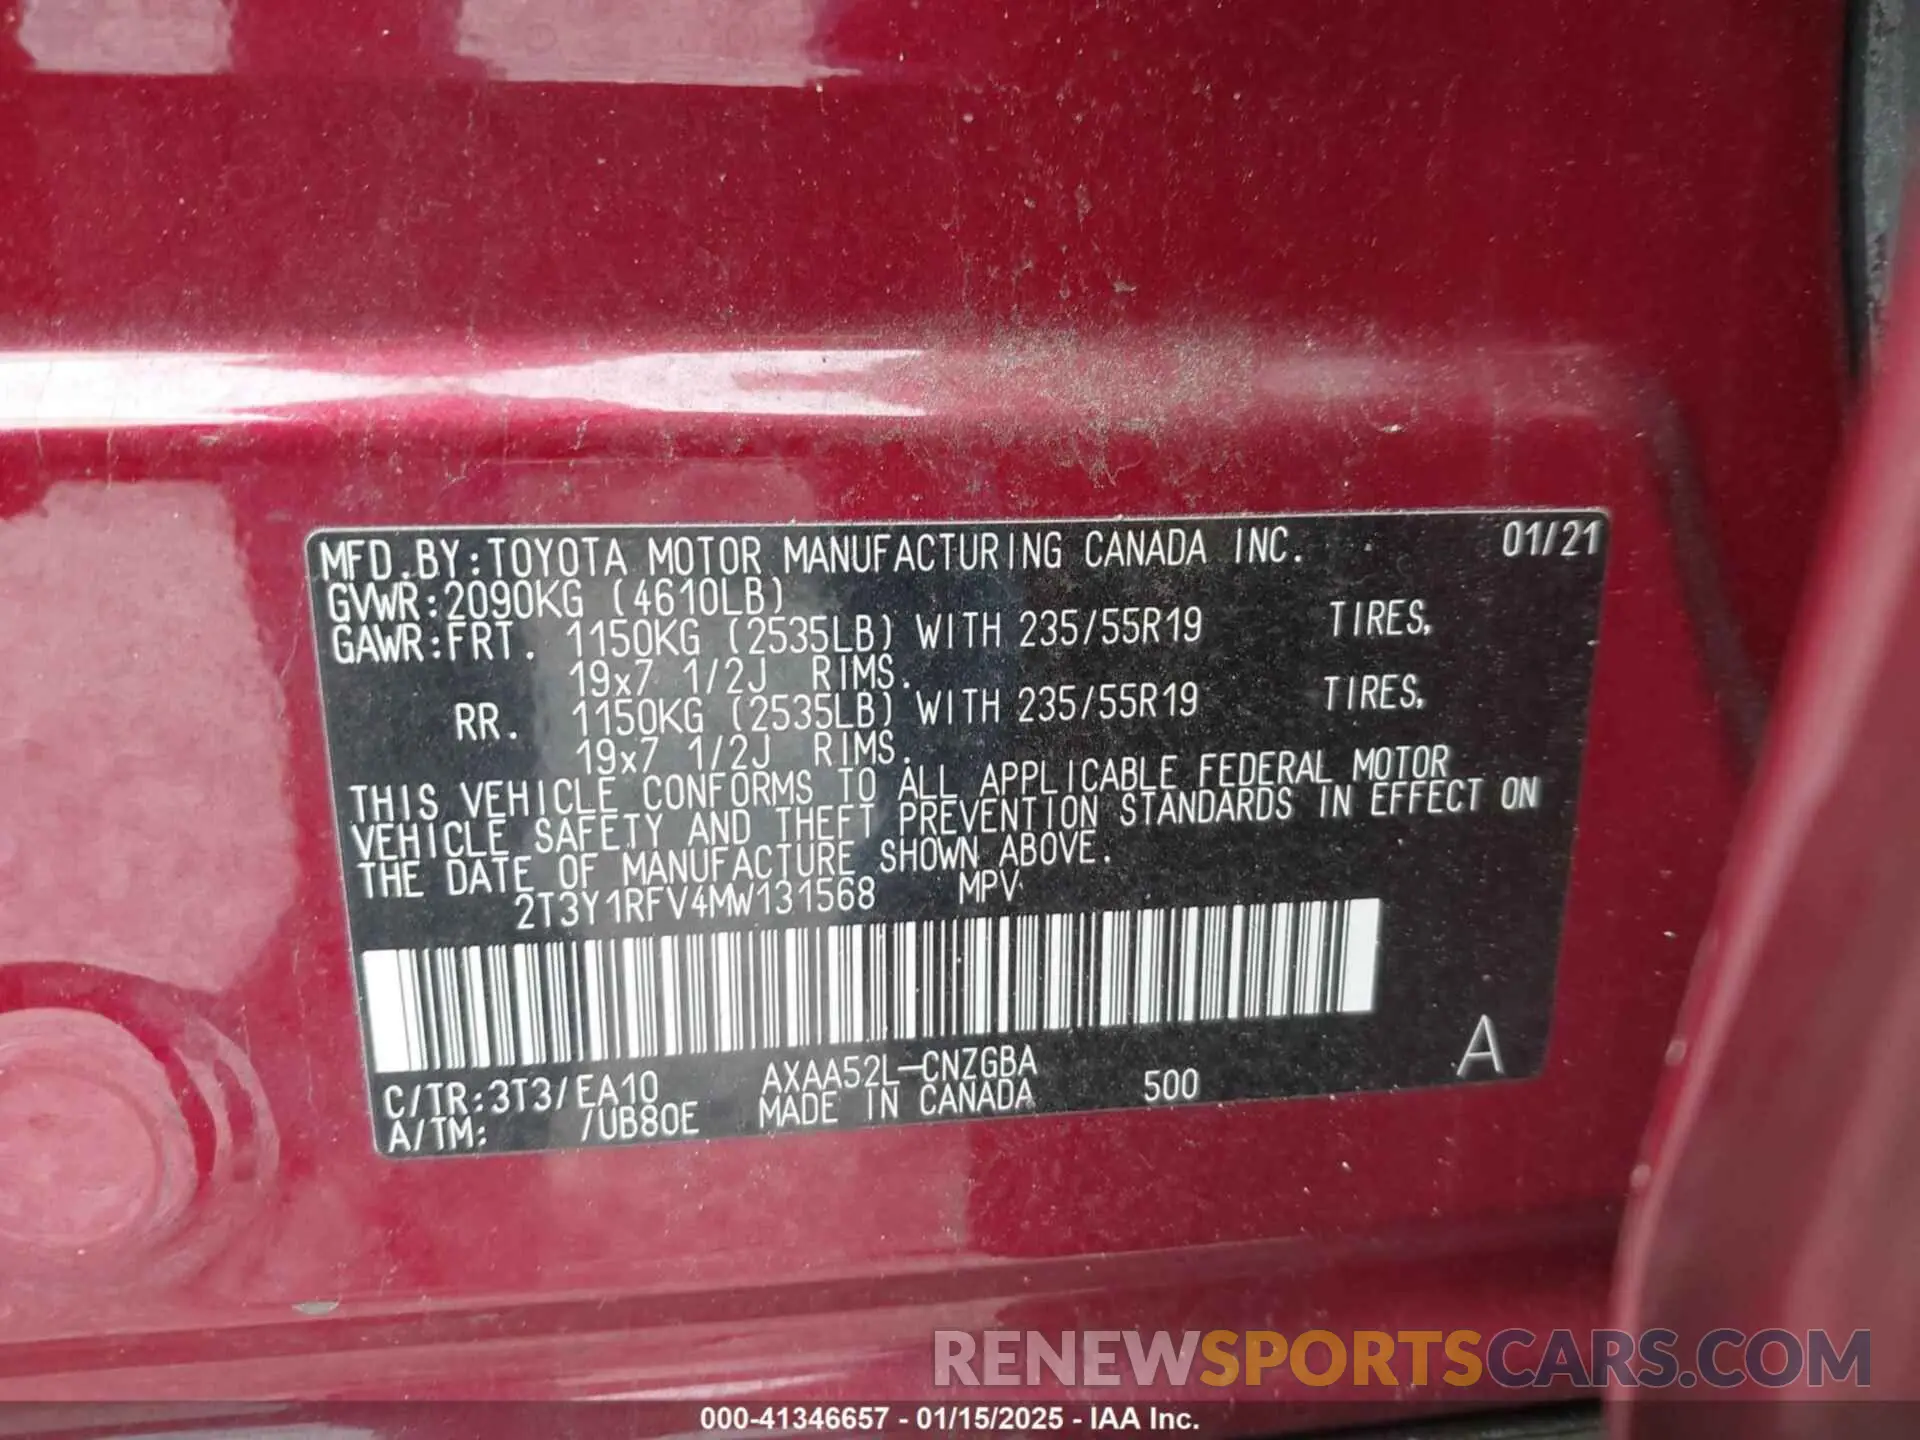 MFD.BY:TOYOTA MOTOR MANUFACTURING CANADA INC. 01/21
GVWR:2090KG (4610LB)
GAWR:FRT. 1150KG (2535LB) WITH 235/55R19 TIRES,
19x7 1/2J RIMS.
RR. 1150KG (2535LB) WITH 235/55R19 TIRES,
19x7 1/2J RIMS.
THIS VEHICLE CONFORMS TO ALL APPLICABLE FEDERAL MOTOR
VEHICLE SAFETY AND THEFT PREVENTION STANDARDS IN EFFECT ON
THE DATE OF MANUFACTURE SHOWN ABOVE.
2T3Y1RFV4MW131568 MPV
C/TR:3T3/EA10 AXAA52L-CNZGBA 500 A
A/TM: /UB80E MADE IN CANADA
RENEWSPORTSCARS.COM
000-41346657 - 01/15/2025 - IAA Inc.